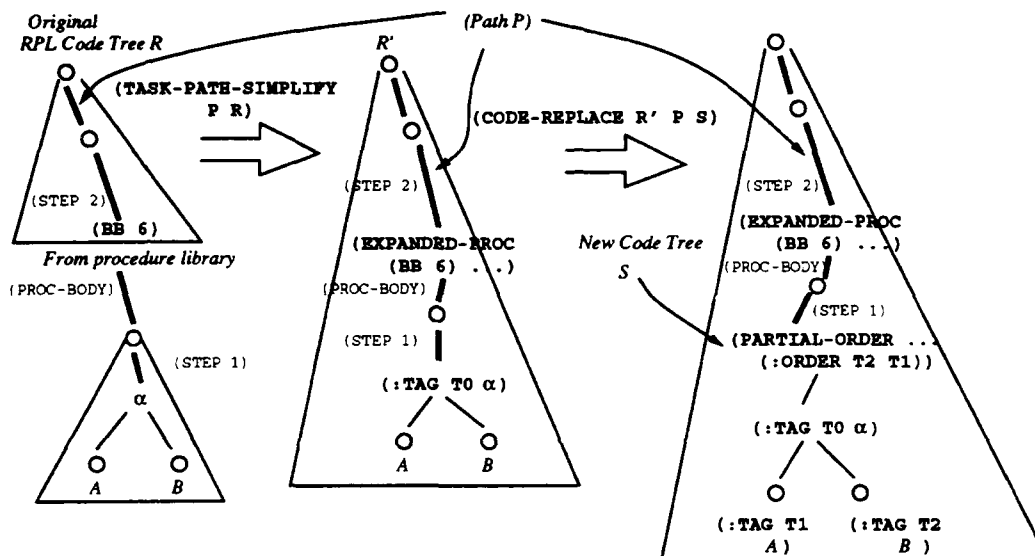 Original
RPL Code Tree R
(TASK-PATH-SIMPLIFY
P R)
(STEP 2)
(BB 6)
From procedure library
(PROC-BODY)
(STEP 1)
α
A
B
(Path P)
R'
(CODE-REPLACE R' P S)
(STEP 2)
(EXPANDED-PROC
(BB 6) ...)
(PROC-BODY)
(STEP 1)
(:TAG T0 α)
A
B
New Code Tree
S
(STEP 2)
(EXPANDED-PROC
(BB 6) ...)
(PROC-BODY)
(STEP 1)
(PARTIAL-ORDER ...
(:ORDER T2 T1))
(:TAG T0 α)
(:TAG T1
A)
(:TAG T2
B)